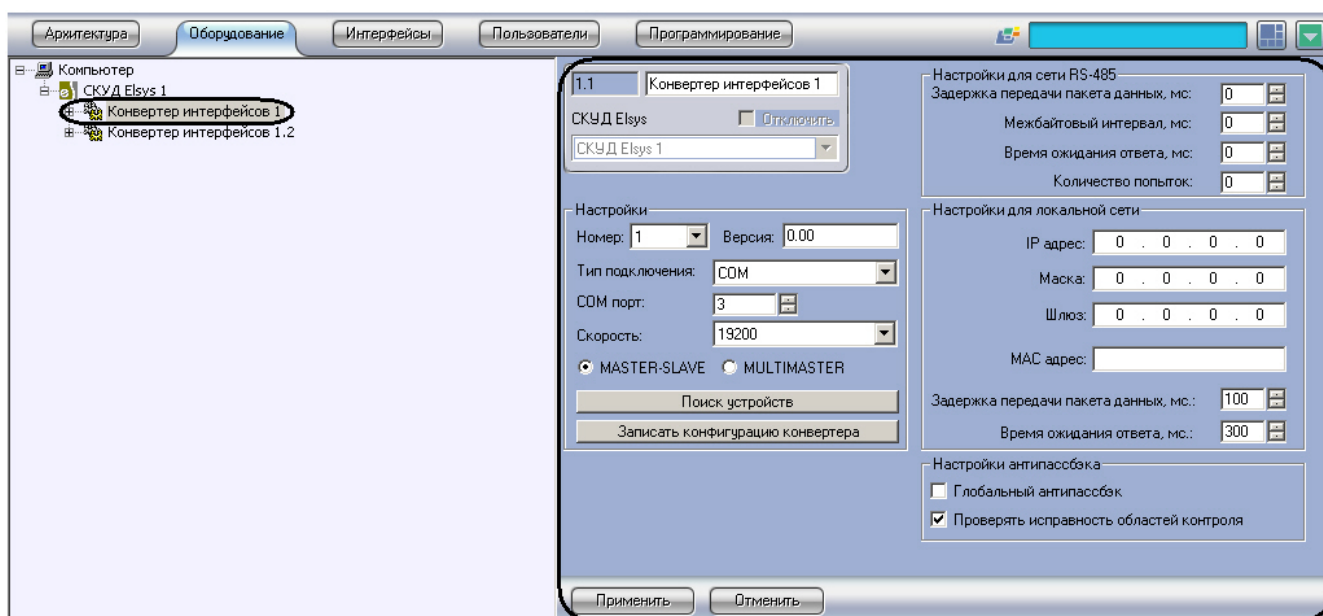 Архитектура
Оборудование
Интерфейсы
Пользователи
Программирование
Компьютер
СКУД Elsys 1
Конвертер интерфейсов 1
Конвертер интерфейсов 1.2
1.1
Конвертер интерфейсов 1
СКУД Elsys
Отключить
СКУД Elsys 1
Настройки
Номер: 1
Версия: 0.00
Тип подключения: COM
COM порт: 3
Скорость: 19200
MASTER-SLAVE
MULTIMASTER
Поиск устройств
Записать конфигурацию конвертера
Настройки для сети RS-485
Задержка передачи пакета данных, мс: 0
Межбайтовый интервал, мс: 0
Время ожидания ответа, мс: 0
Количество попыток: 0
Настройки для локальной сети
IP адрес: 0 . 0 . 0 . 0
Маска: 0 . 0 . 0 . 0
Шлюз: 0 . 0 . 0 . 0
MAC адрес:
Задержка передачи пакета данных, мс.: 100
Время ожидания ответа, мс.: 300
Настройки антипассбэка
Глобальный антипассбэк
Проверять исправность областей контроля
Применить
Отменить